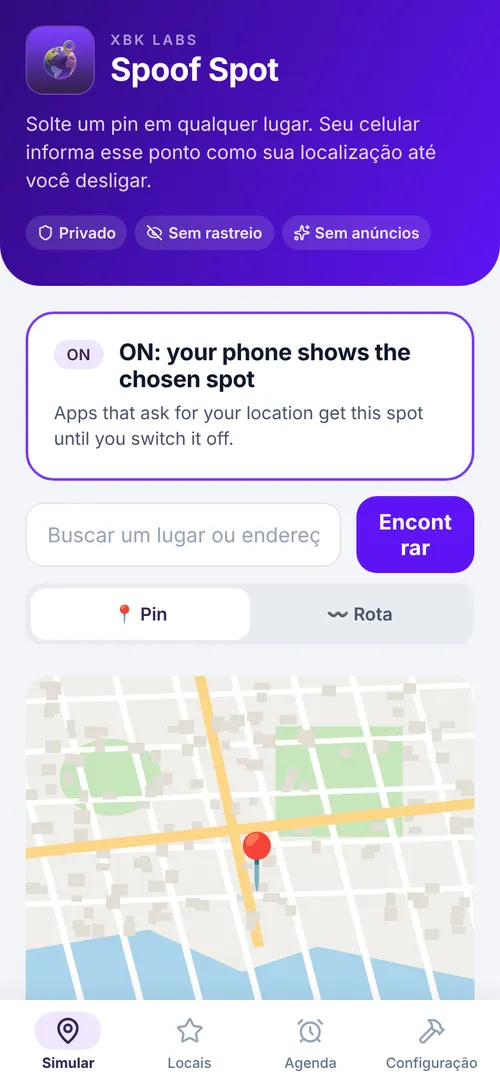 XBK LABS
Spoof Spot
Solte um pin em qualquer lugar. Seu celular
informa esse ponto como sua localização até
você desligar.
Privado
Sem rastreio
Sem anúncios
ON
ON: your phone shows the
chosen spot
Apps that ask for your location get this spot
until you switch it off.
Buscar um lugar ou endereç
Encont
rar
Pin
Rota
Simular
Locais
Agenda
Configuração